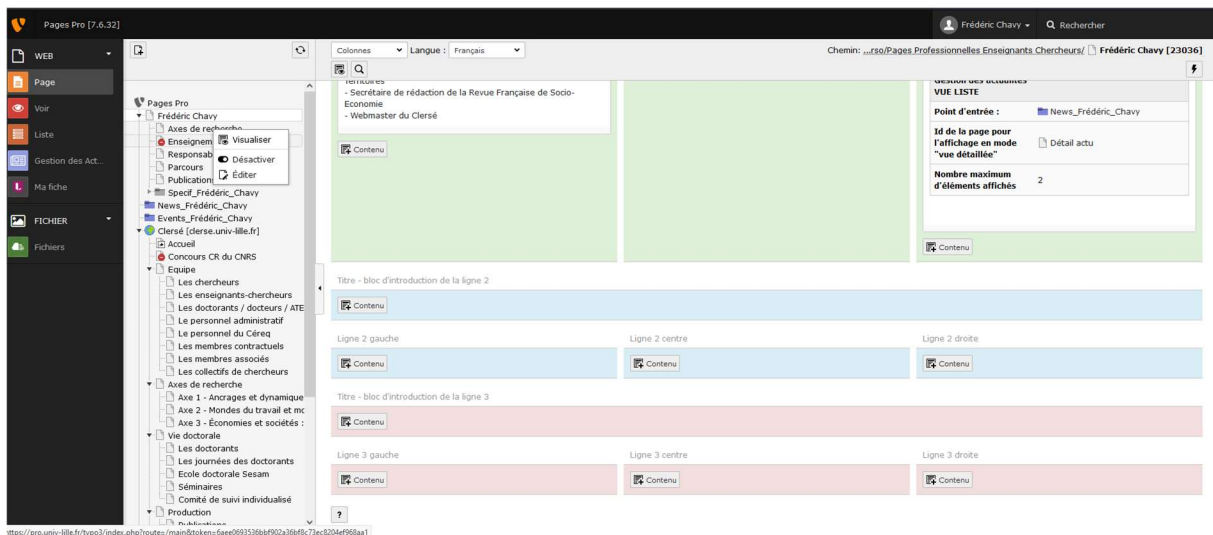 Pages Pro [7.6.32]
Frédéric Chavy
Rechercher
WEB
Page
Voir
Liste
Gestion des Act...
Ma fiche
FICHIER
Fichiers
Pages Pro
Frédéric Chavy
Axes de recherche
Enseignem
Responsab
Parcours
Publications
Specif_Frédéric_Chavy
News_Frédéric_Chavy
Events_Frédéric_Chavy
Clersé [clerse.univ-lille.fr]
Accueil
Concours CR du CNRS
Equipe
Les chercheurs
Les enseignants-chercheurs
Les doctorants / docteurs / ATE
Le personnel administratif
Le personnel du Céreq
Les membres contractuels
Les membres associés
Les collectifs de chercheurs
Axes de recherche
Axe 1 - Ancrages et dynamique
Axe 2 - Mondes du travail et mo
Axe 3 - Économies et sociétés :
Vie doctorale
Les doctorants
Les journées des doctorants
Ecole doctorale Sesam
Séminaires
Comité de suivi individualisé
Production
Publications
Visualiser
Désactiver
Éditer
Colonnes Langue : Français
Chemin: ...rso/Pages Professionnelles Enseignants Chercheurs/ Frédéric Chavy [23036]
Territoires
- Secrétaire de rédaction de la Revue Française de Socio-
Economie
- Webmaster du Clersé
Contenu
Gestion des actualités
VUE LISTE
Point d'entrée : News_Frédéric_Chavy
Id de la page pour
l'affichage en mode Détail actu
"vue détaillée"
Nombre maximum
d'éléments affichés 2
Contenu
Titre - bloc d'introduction de la ligne 2
Contenu
Ligne 2 gauche Ligne 2 centre Ligne 2 droite
Contenu Contenu Contenu
Titre - bloc d'introduction de la ligne 3
Contenu
Ligne 3 gauche Ligne 3 centre Ligne 3 droite
Contenu Contenu Contenu
?